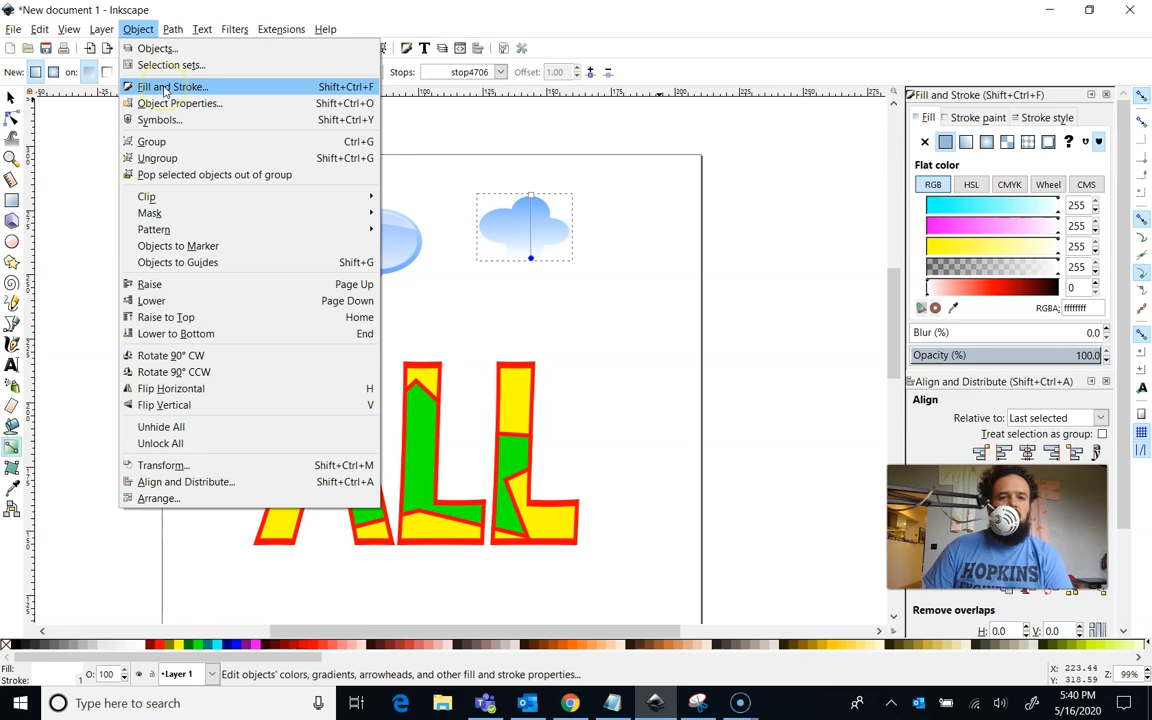 *New document 1 - Inkscape
File Edit View Layer Object Path Text Filters Extensions Help
New: on: Stops: stop4706 Offset: 1.00
Objects...
Selection sets...
Fill and Stroke... Shift+Ctrl+F
Object Properties... Shift+Ctrl+O
Symbols... Shift+Ctrl+Y
Group Ctrl+G
Ungroup Shift+Ctrl+G
Pop selected objects out of group
Clip
Mask
Pattern
Objects to Marker
Objects to Guides Shift+G
Raise Page Up
Lower Page Down
Raise to Top Home
Lower to Bottom End
Rotate 90° CW
Rotate 90° CCW
Flip Horizontal H
Flip Vertical V
Unhide All
Unlock All
Transform... Shift+Ctrl+M
Align and Distribute... Shift+Ctrl+A
Arrange...
ALL
Fill and Stroke (Shift+Ctrl+F)
Fill Stroke paint Stroke style
Flat color
RGB HSL CMYK Wheel CMS
255
255
255
255
0
RGBA: ffffffff
Blur (%) 0.0
Opacity (%) 100.0
Align and Distribute (Shift+Ctrl+A)
Align
Relative to: Last selected
Treat selection as group:
HOPKINS
Remove overlaps
H: 0.0 V: 0.0
Fill:
Stroke: 1
O: 100
•Layer 1
Edit objects' colors, gradients, arrowheads, and other fill and stroke properties...
X: 223.44
Y: 318.59
Z: 99%
Type here to search
5:40 PM
5/16/2020